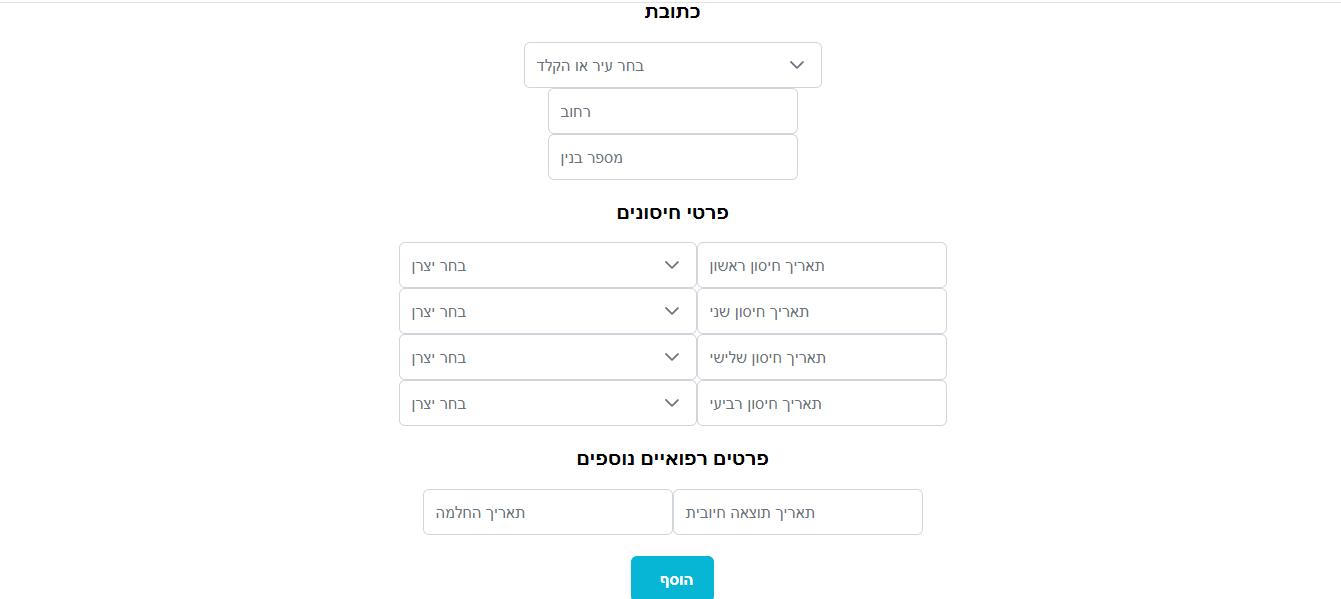 כתובת
בחר עיר או הקלד
רחוב
מספר בנין
פרטי חיסונים
תאריך חיסון ראשון
בחר יצרן
תאריך חיסון שני
בחר יצרן
תאריך חיסון שלישי
בחר יצרן
תאריך חיסון רביעי
בחר יצרן
פרטים רפואיים נוספים
תאריך תוצאה חיובית
תאריך החלמה
הוסף